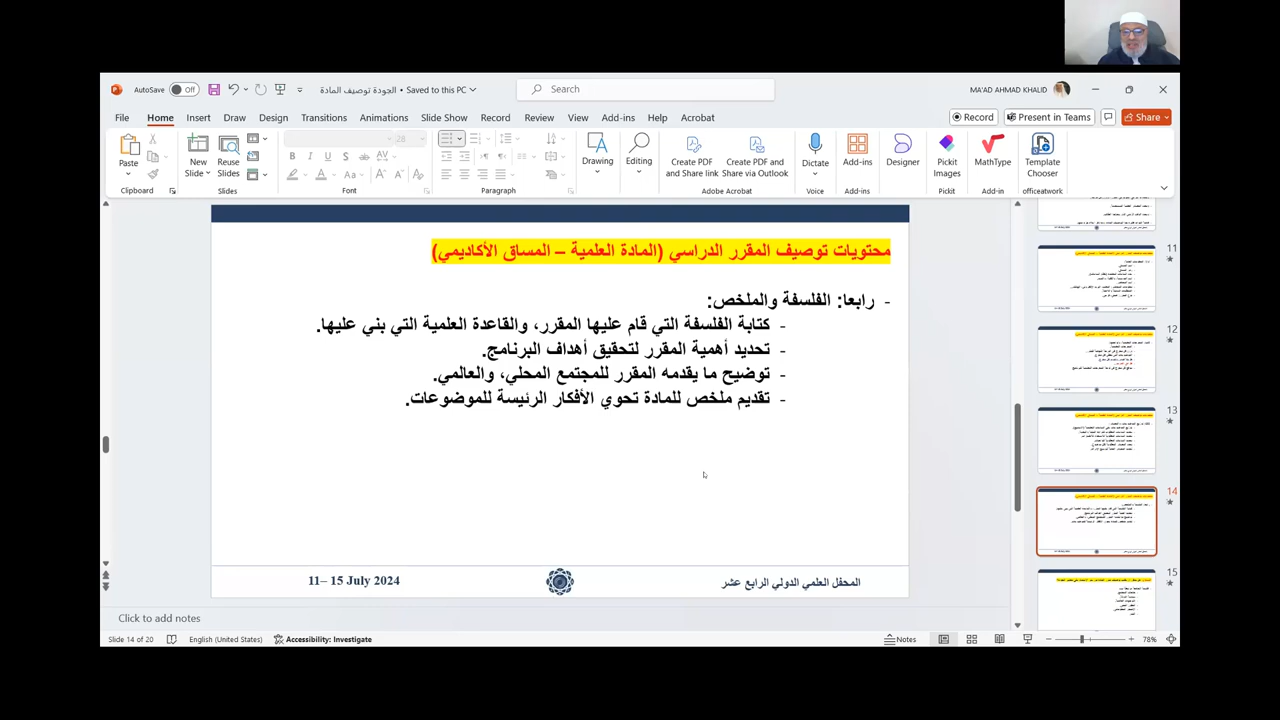 AutoSave Off الجودة توصيف المادة • Saved to this PC Search MA'AD AHMAD KHALID
File Home Insert Draw Design Transitions Animations Slide Show Record Review View Add-ins Help Acrobat Record Present in Teams Share
Paste New Slides Reuse Slides 28 Drawing Editing Create PDF and Share link Create PDF and Share via Outlook Dictate Add-ins Designer Pickit Images MathType Template Chooser
Clipboard Slides Font Paragraph Adobe Acrobat Voice Add-ins Pickit Add-in officeatwork
محتويات توصيف المقرر الدراسي (المادة العلمية – المساق الأكاديمي)
- رابعا: الفلسفة والملخص:
- كتابة الفلسفة التي قام عليها المقرر، والقاعدة العلمية التي بني عليها.
- تحديد أهمية المقرر لتحقيق أهداف البرنامج.
- توضيح ما يقدمه المقرر للمجتمع المحلي، والعالمي.
- تقديم ملخص للمادة تحوي الأفكار الرئيسة للموضوعات.
11– 15 July 2024
المحفل العلمي الدولي الرابع عشر
11
12
13
14
15
Click to add notes
Slide 14 of 20 English (United States) Accessibility: Investigate Notes 78%